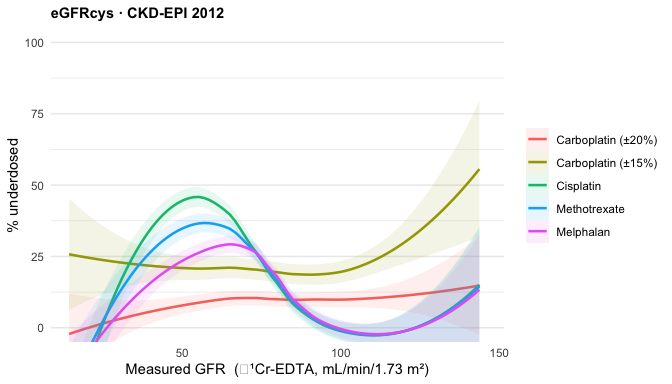 eGFRcys · CKD-EPI 2012
100
75
50
25
0
% underdosed
50
100
150
Measured GFR (□¹Cr-EDTA, mL/min/1.73 m²)
Carboplatin (±20%)
Carboplatin (±15%)
Cisplatin
Methotrexate
Melphalan